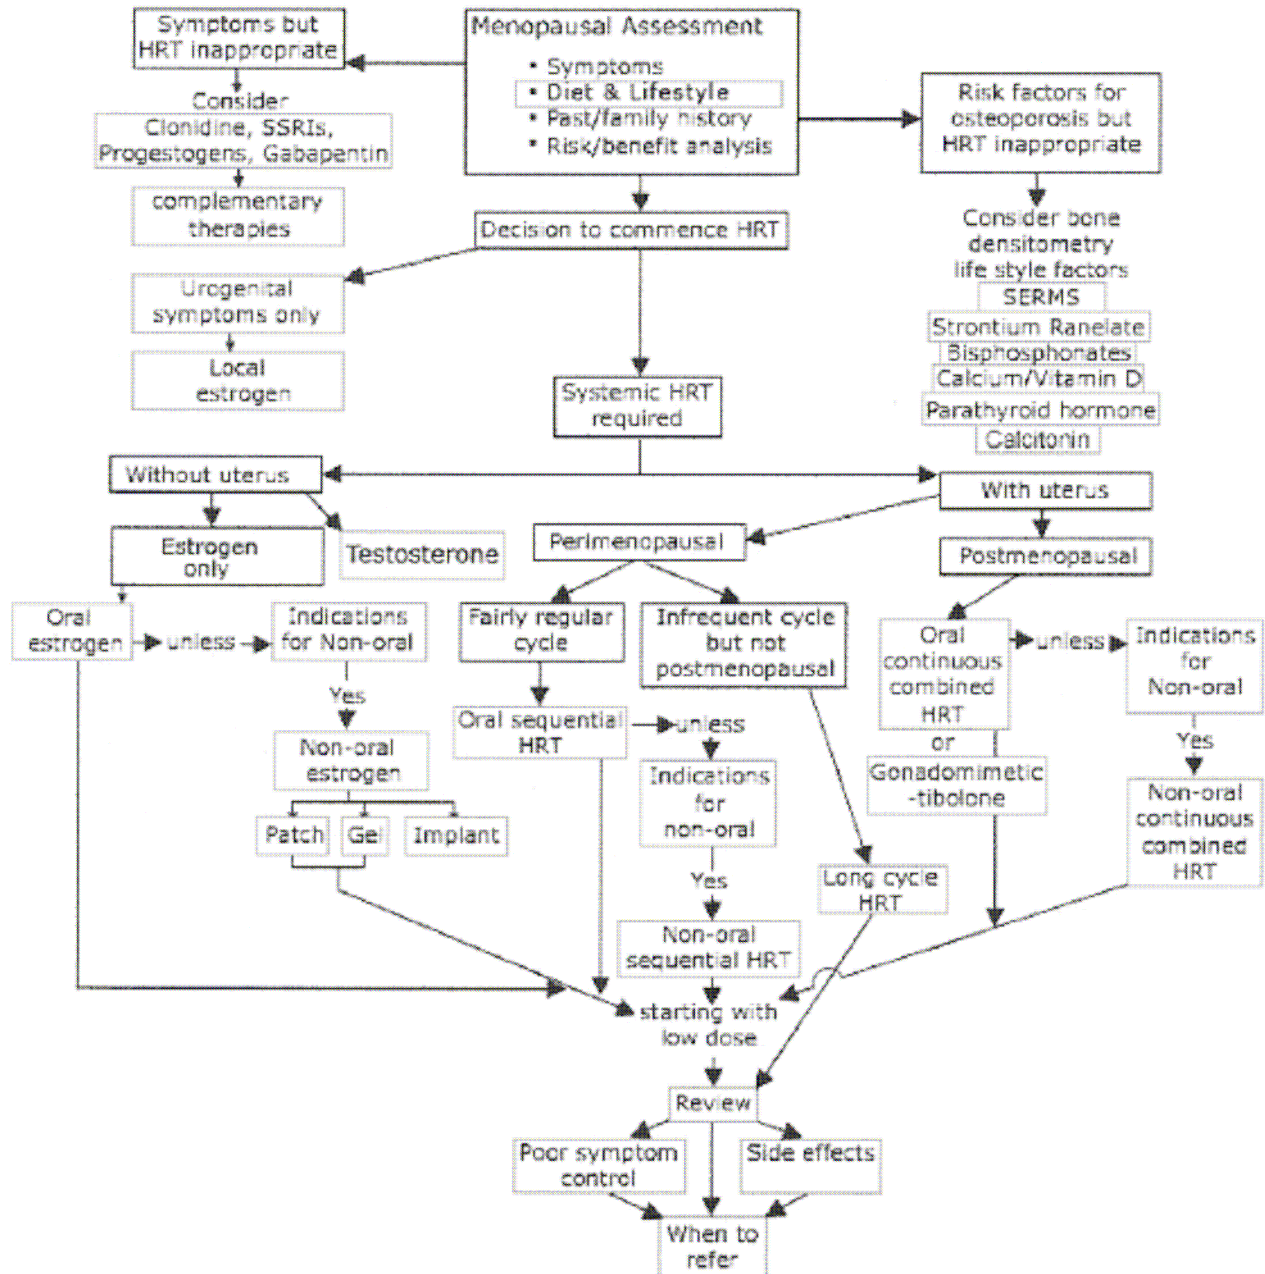 Symptoms but
HRT inappropriate
Menopausal Assessment
• Symptoms
• Diet & Lifestyle
• Past/family history
• Risk/benefit analysis
Risk factors for
osteoporosis but
HRT inappropriate
Consider
Clonidine, SSRIs,
Progestogens, Gabapentin
complementary
therapies
Decision to commence HRT
Consider bone
densitometry
life style factors
SERMS
Strontium Ranelate
Bisphosphonates
Calcium/Vitamin D
Parathyroid hormone
Calcitonin
Urogenital
symptoms only
Local
estrogen
Systemic HRT
required
Without uterus
With uterus
Estrogen
only
Testosterone
Perimenopausal
Postmenopausal
Oral
estrogen
unless
Indications
for Non-oral
Yes
Non-oral
estrogen
Patch
Gel
Implant
Fairly regular
cycle
Infrequent cycle
but not
postmenopausal
Oral sequential
HRT
unless
Indications
for
non-oral
Yes
Non-oral
sequential HRT
Long cycle
HRT
Oral
continuous
combined
HRT
or
Gonadomimetic
-tibolone
unless
Indications
for
Non-oral
Yes
Non-oral
continuous
combined
HRT
starting with
low dose
Review
Poor symptom
control
Side effects
When to
refer